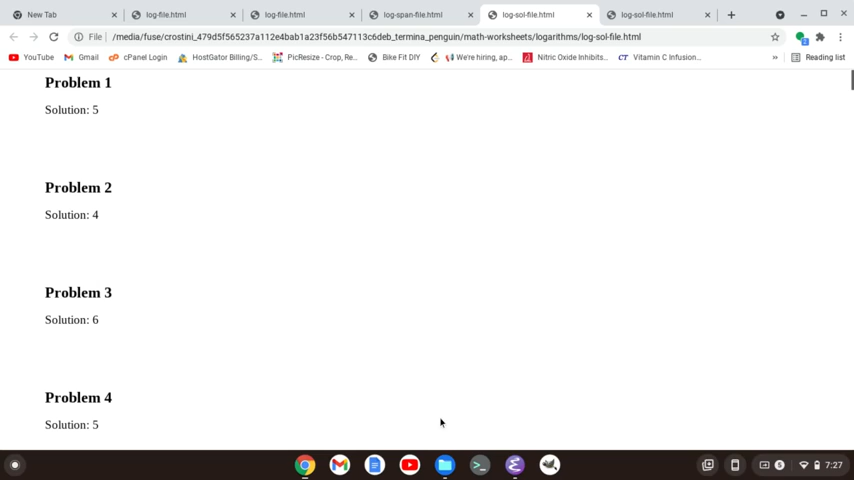 New Tab
log-file.html
log-file.html
log-span-file.html
log-sol-file.html
log-sol-file.html
File
/media/fuse/crostini_479d5f565237a112e4bab1a23f56b547113c6deb_termina_penguin/math-worksheets/logarithms/log-sol-file.html
YouTube
Gmail
cPanel Login
HostGator Billing/S...
PicResize - Crop, Re...
Bike Fit DIY
We're hiring, ap...
Nitric Oxide Inhibits...
CT Vitamin C Infusion...
»
Reading list
Problem 1
Solution: 5
Problem 2
Solution: 4
Problem 3
Solution: 6
Problem 4
Solution: 5
5
7:27